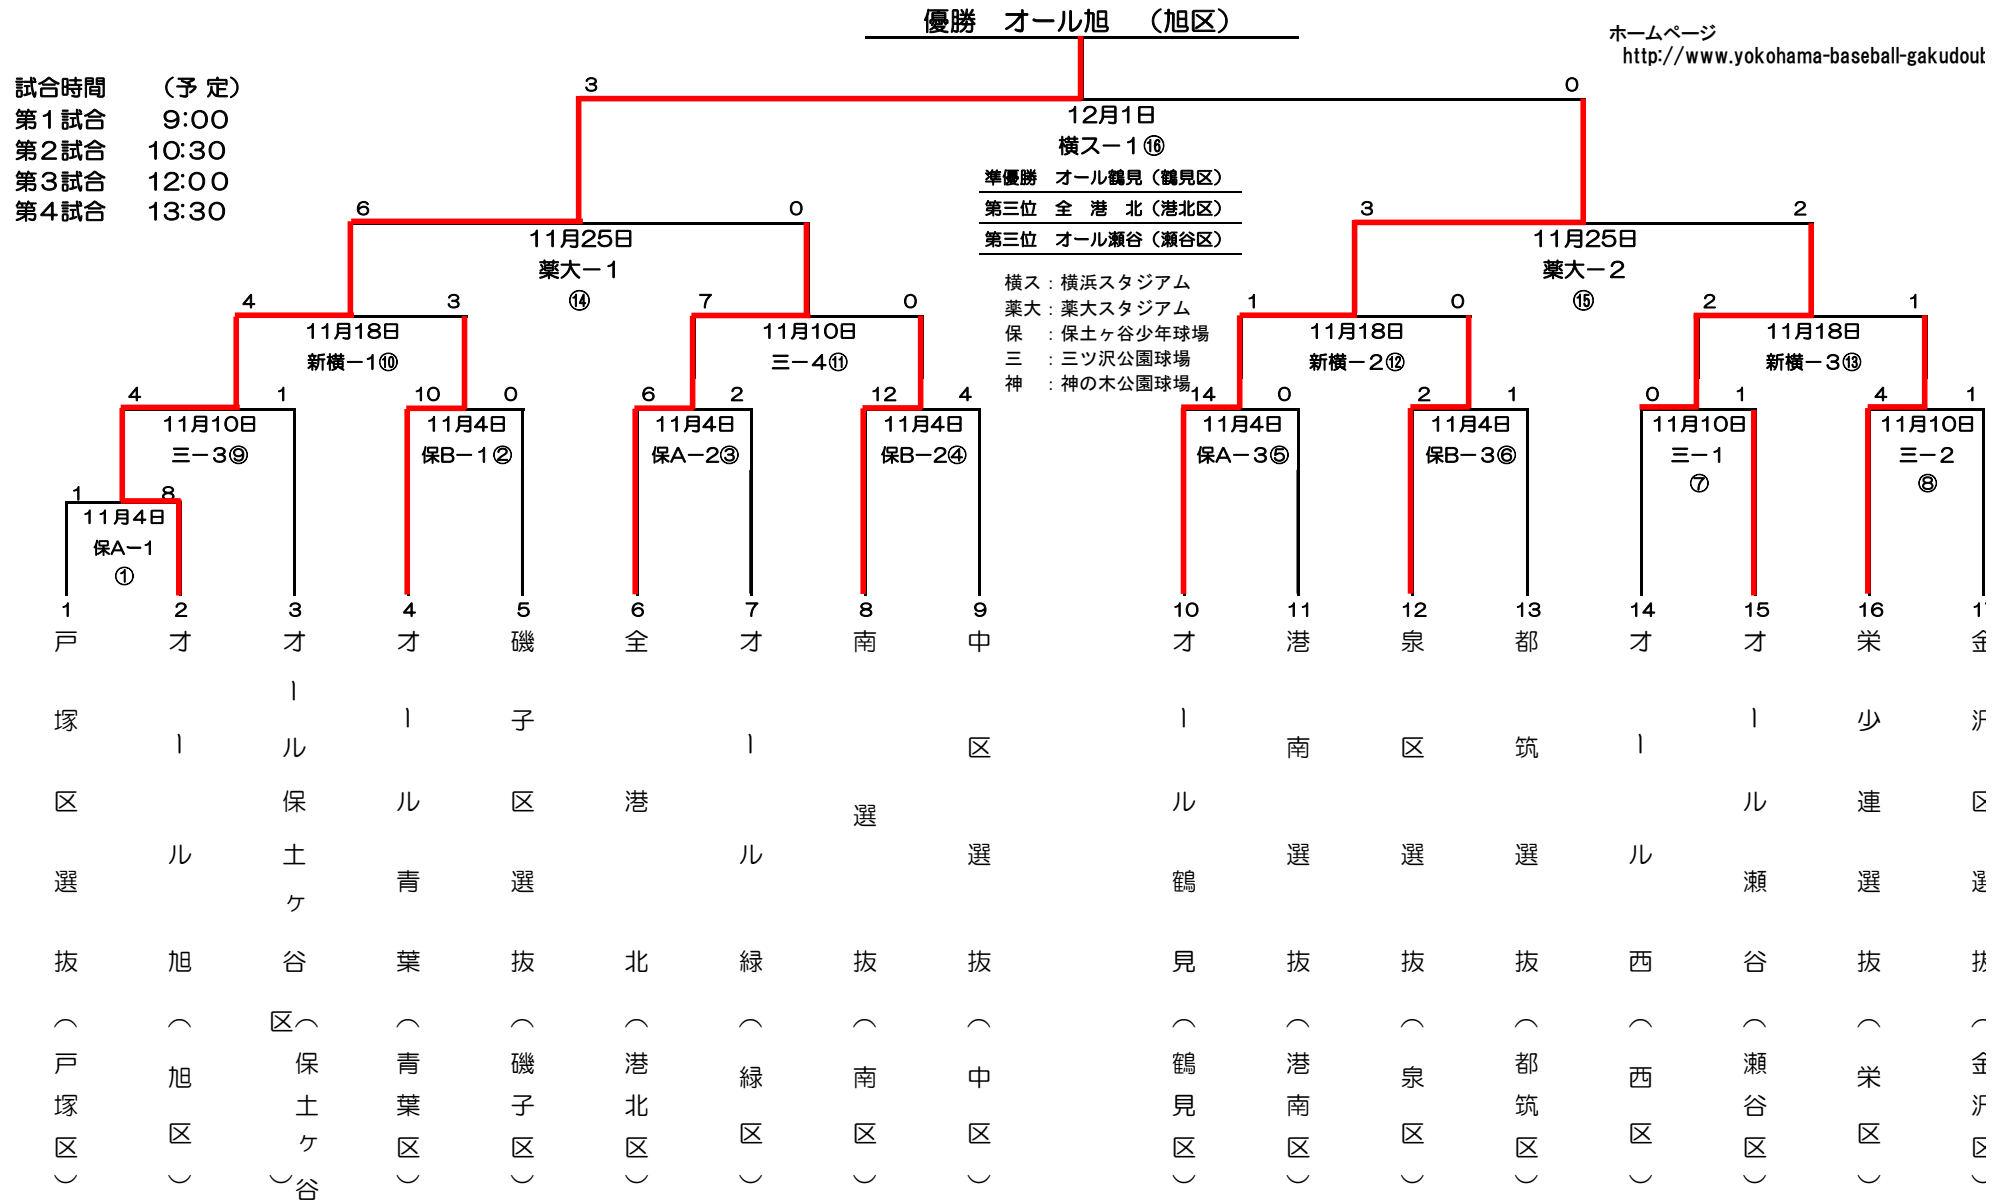 優勝　オール旭　（旭区）
ホームページ
http://www.yokohama-baseball-gakudou
試合時間　（予 定）
第１試合　9:00
第２試合　10:30
第３試合　12:00
第４試合　13:30
3　0
12月1日
横スー1⑯
準優勝　オール鶴見（鶴見区）
第三位　全　港　北（港北区）
第三位　オール瀬谷（瀬谷区）
6　0　3　2
11月25日　11月25日
薬大－1　薬大－2
⑭　⑮
横ス：横浜スタジアム
薬大：薬大スタジアム
保　：保土ヶ谷少年球場
三　：三ツ沢公園球場
神　：神の木公園球場
4　3　7　0　1　0　2　1
11月18日　11月10日　11月18日　11月18日
新横－1⑩　三－4⑪　新横－2⑫　新横－3⑬
4　1　10　0　6　2　12　4　14　0　2　1　0　1　4　1
11月10日　11月4日　11月4日　11月4日　11月4日　11月4日　11月10日　11月10日
三－3⑨　保B－1②　保A－2③　保B－2④　保A－3⑤　保B－3⑥　三－1　三－2
⑦　⑧
1　8
11月4日
保A－1
①
1　2　3　4　5　6　7　8　9　10　11　12　13　14　15　16
戸塚区選抜（戸塚区）
オール旭（旭区）
オール保土ヶ谷（保土ヶ谷区）
オール青葉（青葉区）
磯子区選抜（磯子区）
全港北（港北区）
オール緑（緑区）
南選抜（南区）
中区選抜（中区）
オール鶴見（鶴見区）
港南選抜（港南区）
泉区選抜（泉区）
都筑選抜（都筑区）
オール西（西区）
オール瀬谷（瀬谷区）
栄少連選抜（栄区）
金沢区選抜（金沢区）